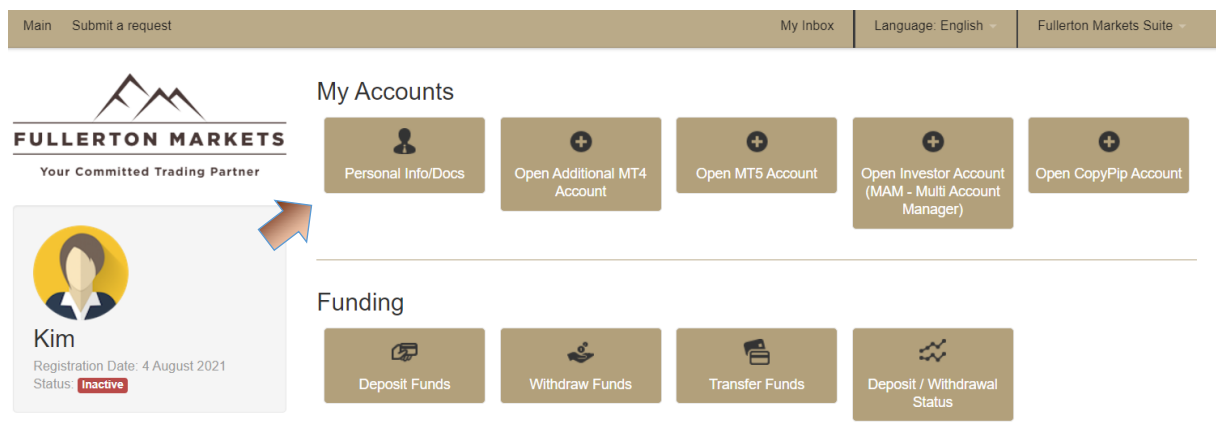 Main Submit a request My Inbox Language: English Fullerton Markets Suite
FULLERTON MARKETS
Your Committed Trading Partner
Kim
Registration Date: 4 August 2021
Status: Inactive
My Accounts
Personal Info/Docs
Open Additional MT4
Account
Open MT5 Account
Open Investor Account
(MAM - Multi Account
Manager)
Open CopyPip Account
Funding
Deposit Funds
Withdraw Funds
Transfer Funds
Deposit / Withdrawal
Status